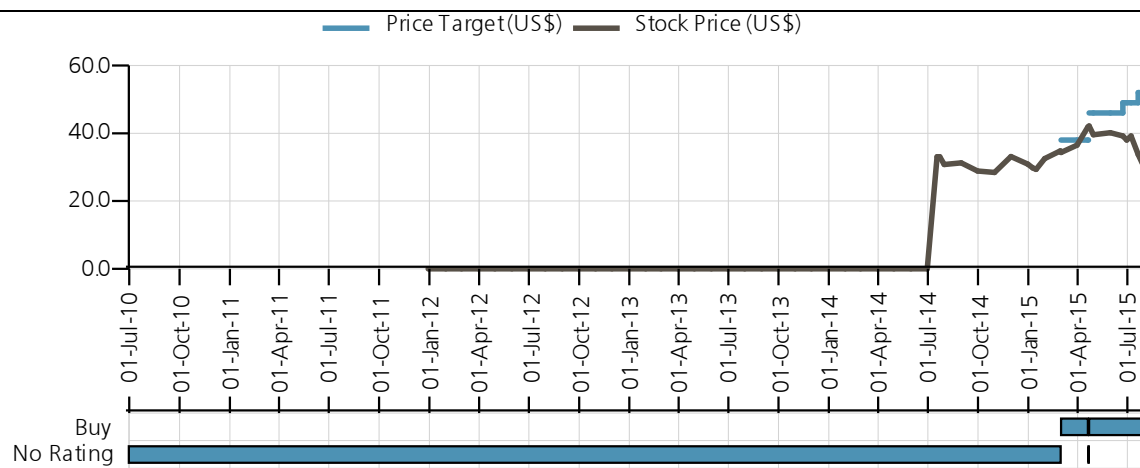 Price Target (US$) Stock Price (US$)
60.0
40.0
20.0
0.0
01-Jul-10
01-Oct-10
01-Jan-11
01-Apr-11
01-Jul-11
01-Oct-11
01-Jan-12
01-Apr-12
01-Jul-12
01-Oct-12
01-Jan-13
01-Apr-13
01-Jul-13
01-Oct-13
01-Jan-14
01-Apr-14
01-Jul-14
01-Oct-14
01-Jan-15
01-Apr-15
01-Jul-15
Buy
No Rating